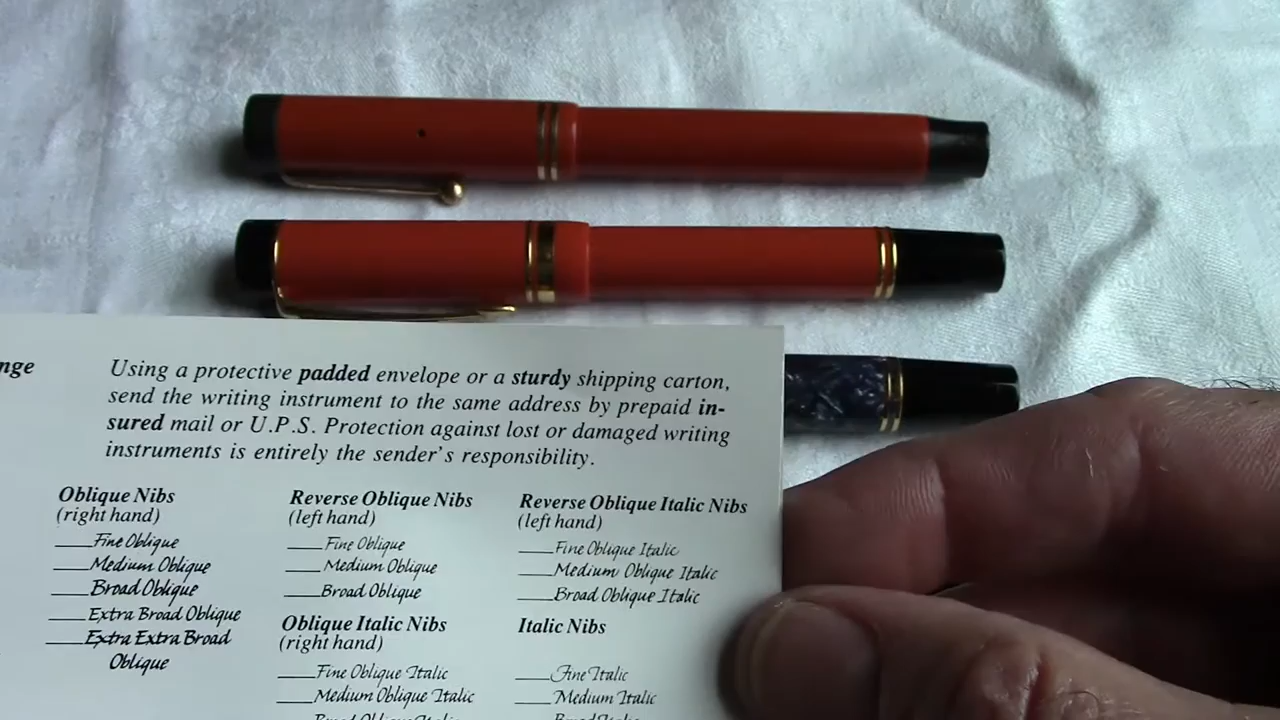 nge
Using a protective padded envelope or a sturdy shipping carton,
send the writing instrument to the same address by prepaid in-
sured mail or U.P.S. Protection against lost or damaged writing
instruments is entirely the sender's responsibility.
Oblique Nibs
(right hand)
Fine Oblique
Medium Oblique
Broad Oblique
Extra Broad Oblique
Extra Extra Broad
Oblique
Reverse Oblique Nibs
(left hand)
Fine Oblique
Medium Oblique
Broad Oblique
Oblique Italic Nibs
(right hand)
Fine Oblique Italic
Medium Oblique Italic
Broad Oblique Italic
Reverse Oblique Italic Nibs
(left hand)
Fine Oblique Italic
Medium Oblique Italic
Broad Oblique Italic
Italic Nibs
Fine Italic
Medium Italic
Broad Italic